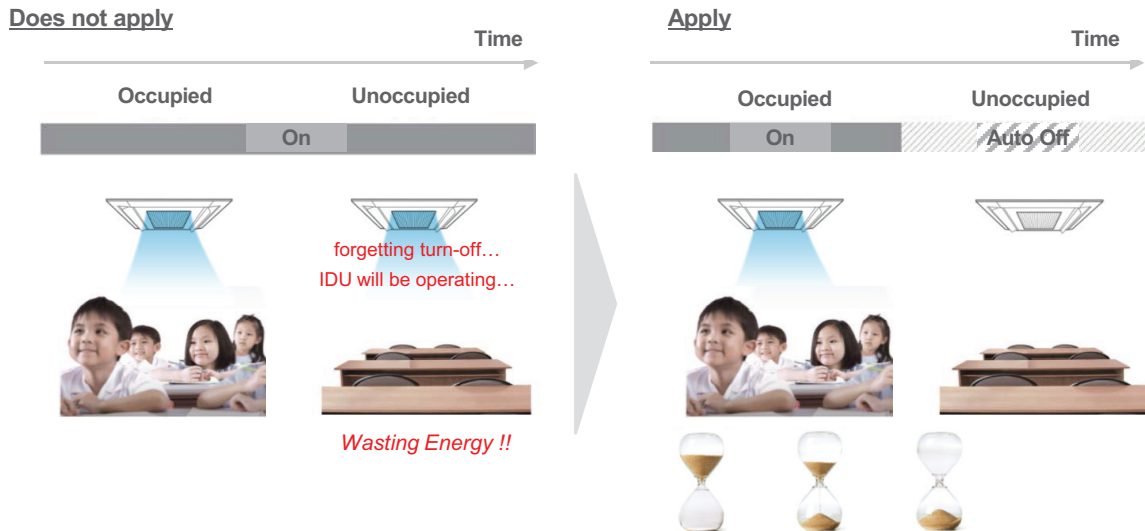 Does not apply
Time
Occupied
Unoccupied
On
forgetting turn-off…
IDU will be operating…
Wasting Energy !!
Apply
Time
Occupied
Unoccupied
On
Auto Off